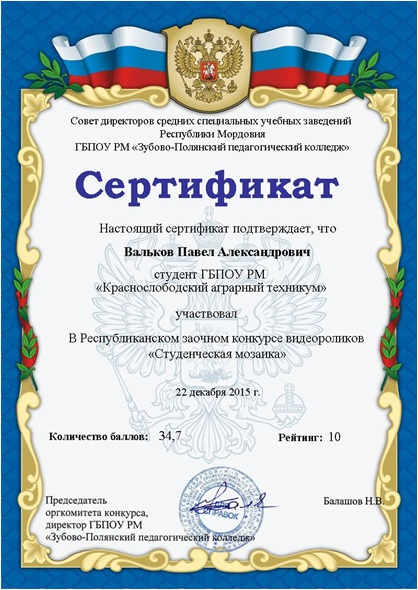 Совет директоров средних специальных учебных заведений
Республики Мордовия
ГБПОУ РМ «Зубово-Полянский педагогический колледж»
Сертификат
Настоящий сертификат подтверждает, что
Вальков Павел Александрович
студент ГБПОУ РМ
«Краснослободский аграрный техникум»
участвовал
В Республиканском заочном конкурсе видеороликов
«Студенческая мозаика»
22 декабря 2015 г.
Количество баллов: 34,7 Рейтинг: 10
Председатель Балашов Н.В.
оргкомитета конкурса,
директор ГБПОУ РМ
«Зубово-Полянский педагогический колледж»
СПРАВОК